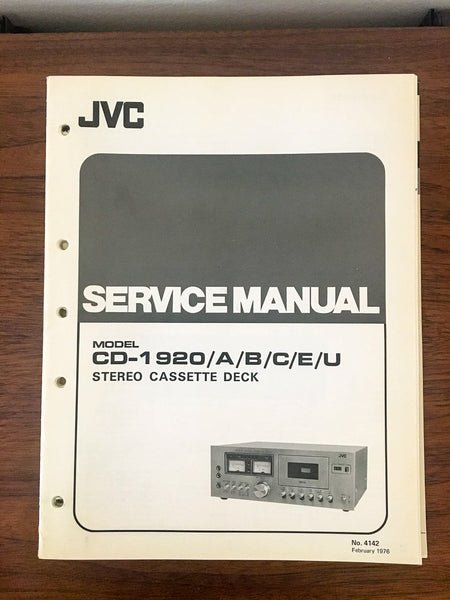 JVC
SERVICE MANUAL
MODEL
CD-1920/A/B/C/E/U
STEREO CASSETTE DECK
JVC
No. 4142
February 1976